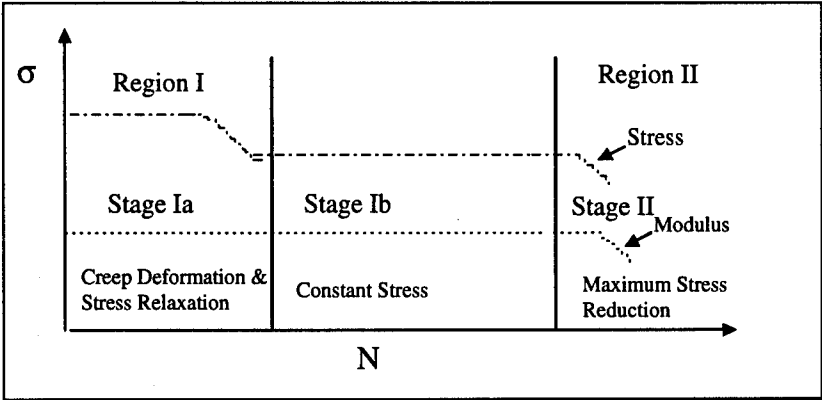 σ
Region I
Region II
Stress
Stage Ia
Stage Ib
Stage II
Modulus
Creep Deformation &
Stress Relaxation
Constant Stress
Maximum Stress
Reduction
N